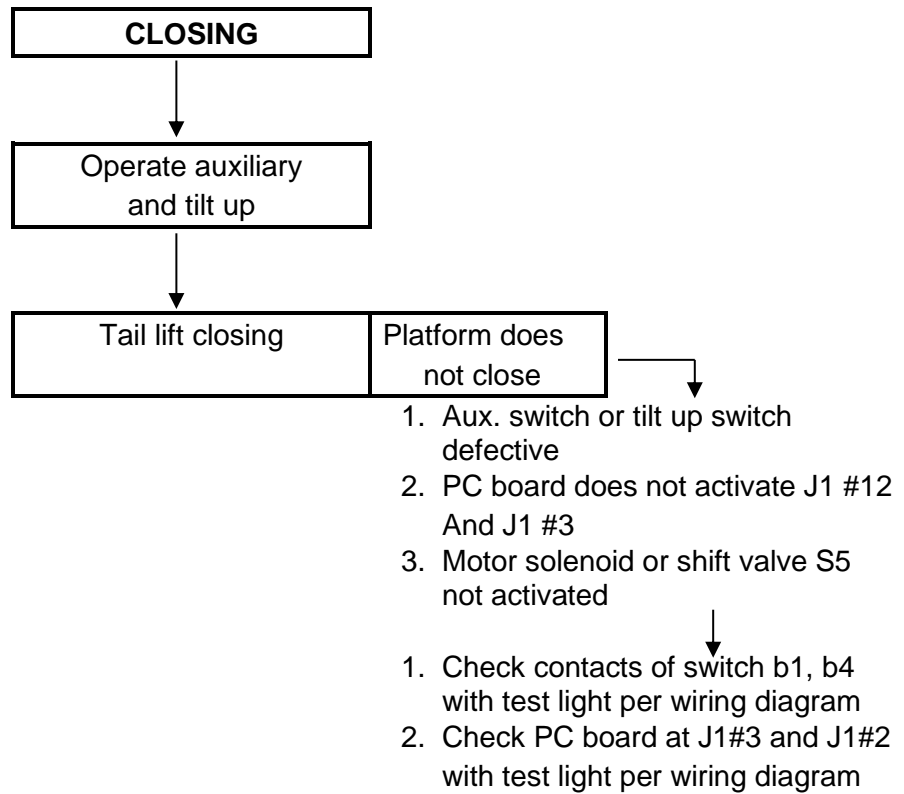 CLOSING
Operate auxiliary
and tilt up
Tail lift closing
Platform does
not close
1. Aux. switch or tilt up switch
defective
2. PC board does not activate J1 #12
And J1 #3
3. Motor solenoid or shift valve S5
not activated
1. Check contacts of switch b1, b4
with test light per wiring diagram
2. Check PC board at J1#3 and J1#2
with test light per wiring diagram